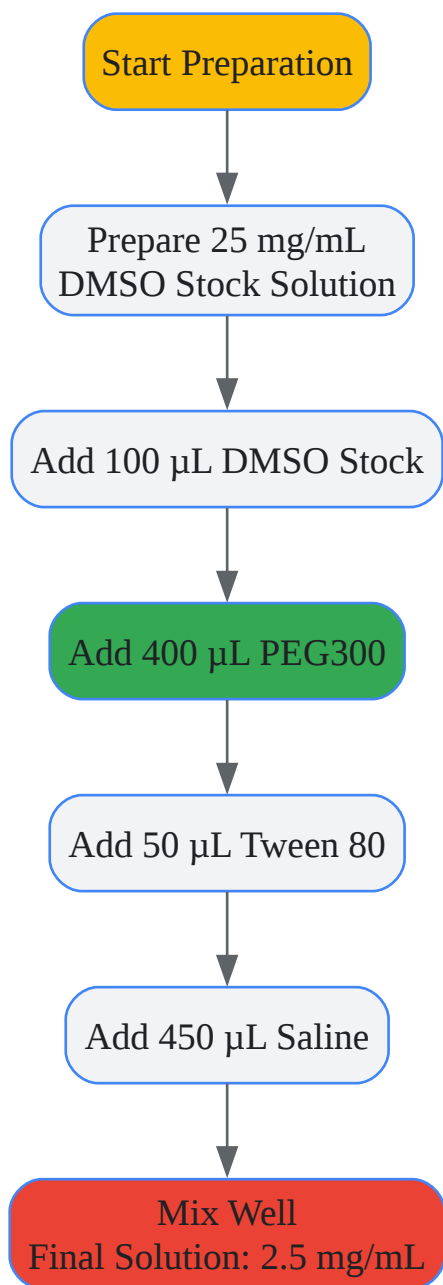 Start Preparation
Prepare 25 mg/mL
DMSO Stock Solution
Add 100 µL DMSO Stock
Add 400 µL PEG300
Add 50 µL Tween 80
Add 450 µL Saline
Mix Well
Final Solution: 2.5 mg/mL